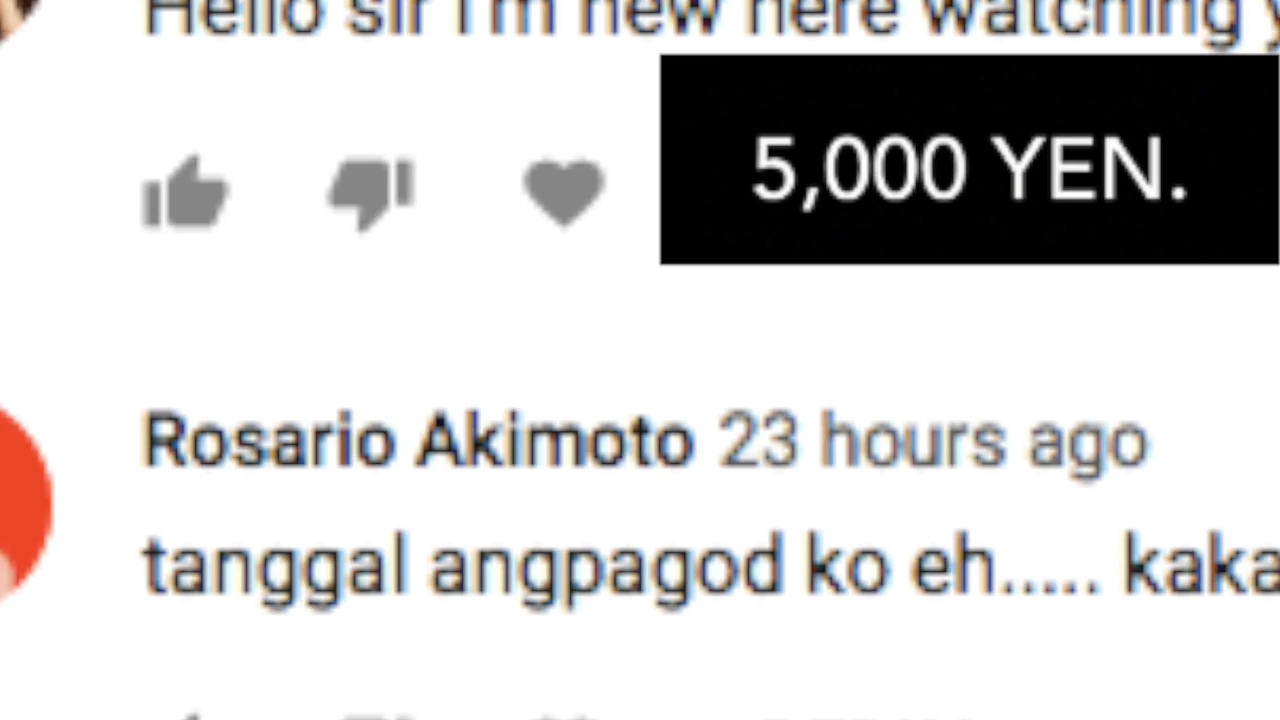 Hello sir I'm new here watching
5,000 YEN.
Rosario Akimoto 23 hours ago
tanggal angpagod ko eh..... kaka